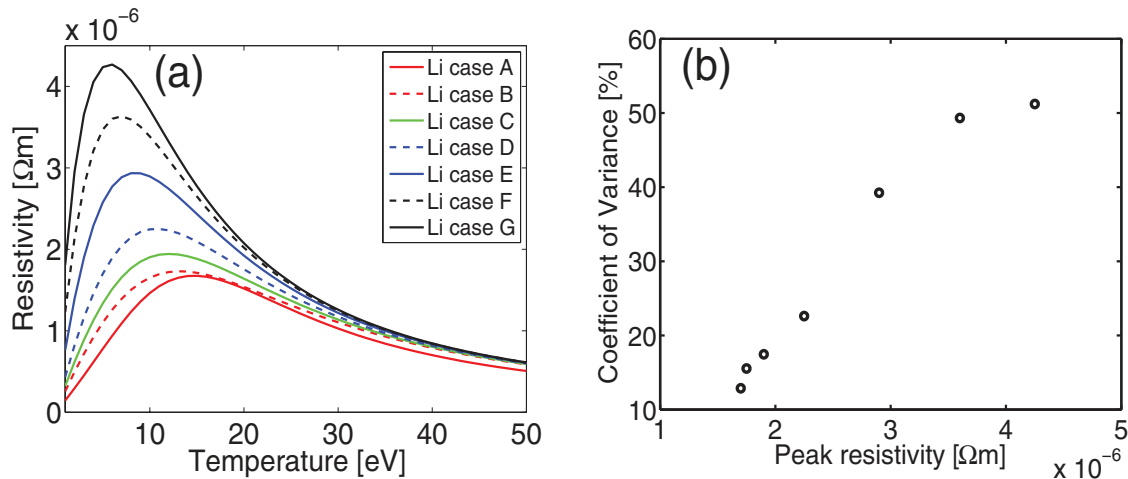 x 10⁻⁶
(a)
Resistivity [Ωm]
4
3
2
1
0
10
20
30
40
50
Temperature [eV]
Li case A
Li case B
Li case C
Li case D
Li case E
Li case F
Li case G
(b)
Coefficient of Variance [%]
60
50
40
30
20
10
1
2
3
4
5
Peak resistivity [Ωm]
x 10⁻⁶